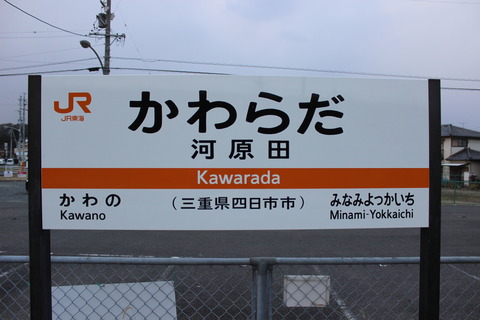 JR
JR東海
かわらだ
河原田
Kawarada
かわの
Kawano
(三重県四日市市)
みなみよっかいち
Minami-Yokkaichi